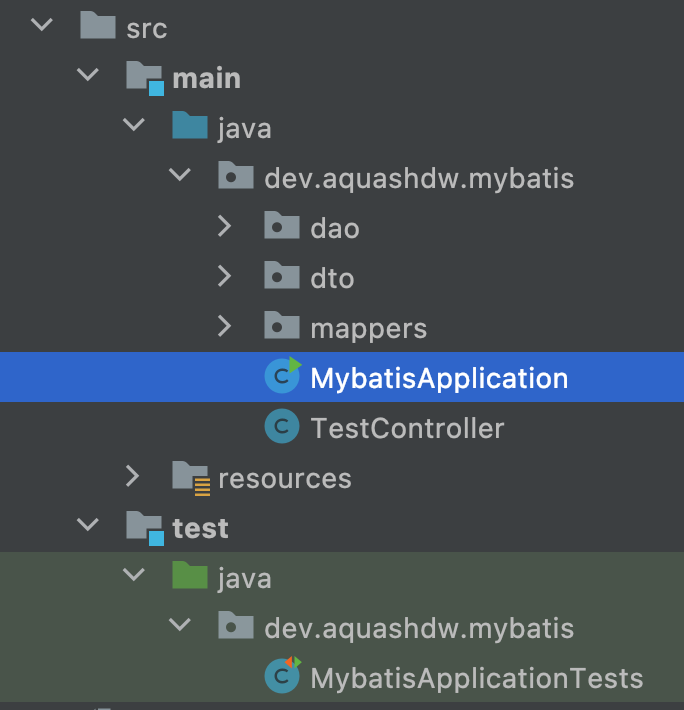 src
main
java
dev.aquashdw.mybatis
dao
dto
mappers
MybatisApplication
TestController
resources
test
java
dev.aquashdw.mybatis
MybatisApplicationTests